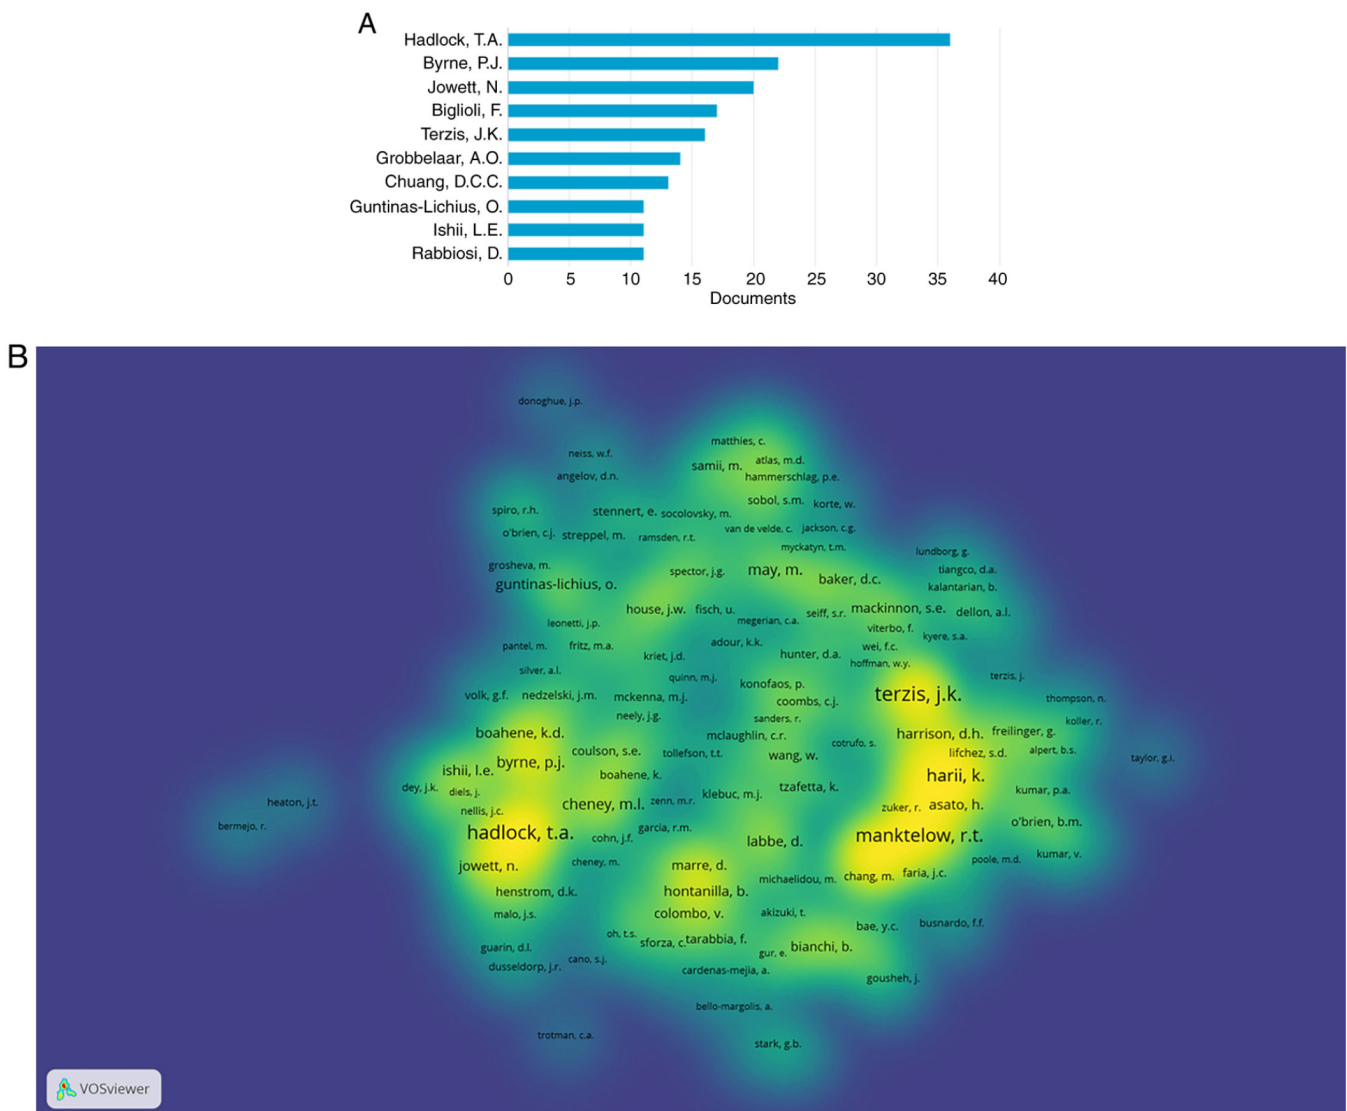 A
Hadlock, T.A.
Byrne, P.J.
Jowett, N.
Biglioli, F.
Terzis, J.K.
Grobbelaar, A.O.
Chuang, D.C.C.
Guntinas-Lichius, O.
Ishii, L.E.
Rabbiosi, D.
0 5 10 15 20 25 30 35 40
Documents
B
donoghue, j.p.
matthies, c.
neiss, w.f.
samii, m. atlas, m.d.
angelov, d.n. hammerschlag, p.e.
sobol, s.m. korte, w.
spiro, r.h. stennert, e. socolovsky, m.
o'brien, c.j. streppel, m. ramsden, r.t. van de velde, c. jackson, c.g.
myckatyn, t.m. lundborg, g.
grosheva, m. spector, j.g. may, m. baker, d.c. tiangco, d.a.
guntinas-lichius, o. kalantarian, b.
house, j.w. fisch, u. seiff, s.r. mackinnon, s.e. dellon, a.l.
leonetti, j.p. megerian, c.a. viterbo, f. kyere, s.a.
pantel, m. fritz, m.a. adour, k.k. wei, f.c.
kriet, j.d. hunter, d.a. hoffman, w.y.
silver, a.l. quinn, m.j. konofaos, p. terzis, j.
volk, g.f. nedzelski, j.m. mckenna, m.j. coombs, c.j. terzis, j.k. thompson, n.
neely, j.g. sanders, r. koller, r.
boahene, k.d. mclaughlin, c.r. cotrufo, s. harrison, d.h. freilinger, g.
coulson, s.e. tollefson, t.t. wang, w. lifchez, s.d. alpert, b.s. taylor, g.i.
ishii, l.e. byrne, p.j. boahene, k. harii, k.
dey, j.k. diels, j. klebuc, m.j. tzafetta, k. kumar, p.a.
heaton, j.t. nellis, j.c. cheney, m.l. zenn, m.r. zuker, r. asato, h.
bermejo, r. hadlock, t.a. cohn, j.f. garcia, r.m. labbe, d. manktelow, r.t. o'brien, b.m.
jowett, n. cheney, m. marre, d. michaelidou, m. chang, m. faria, j.c. poole, m.d. kumar, v.
henstrom, d.k. hontanilla, b.
malo, j.s. colombo, v. akizuki, t. bae, y.c. busnardo, f.f.
guarin, d.l. oh, t.s. sforza, c. tarabbia, f. gur, e. bianchi, b.
dusseldorp, j.r. cano, s.j. cardenas-mejia, a. gousheh, j.
bello-margolis, a.
trotman, c.a. stark, g.b.
VOSviewer